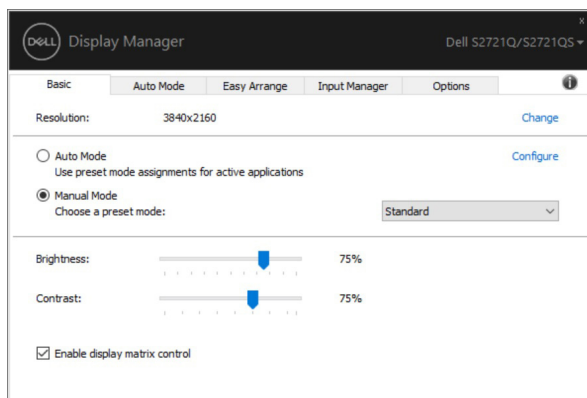 x
DELL Display Manager Dell S2721Q/S2721QS
Basic Auto Mode Easy Arrange Input Manager Options i
Resolution: 3840x2160 Change
Auto Mode Configure
Use preset mode assignments for active applications
Manual Mode
Choose a preset mode: Standard
Brightness: 75%
Contrast: 75%
Enable display matrix control